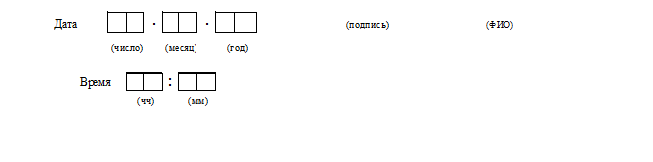 Дата . . (подпись) (ФИО)
(число) (месяц) (год)
Время :
(чч) (мм)